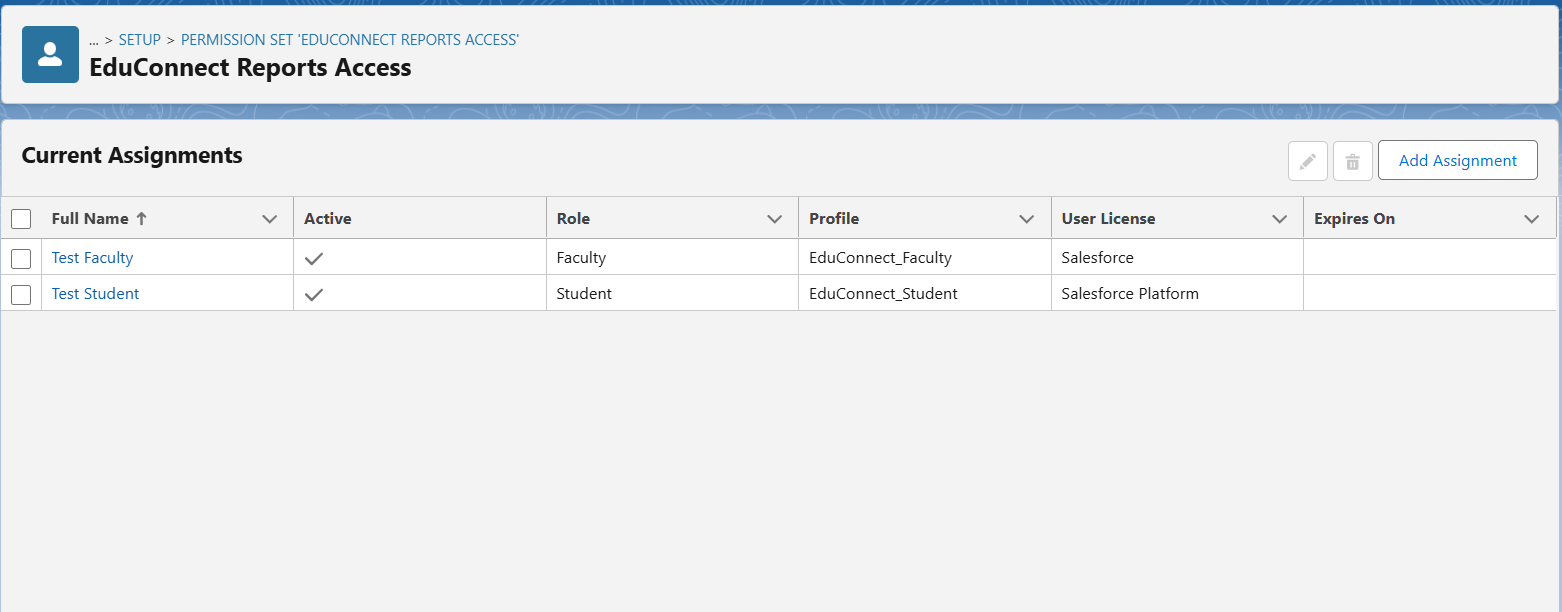 ... > SETUP > PERMISSION SET 'EDUCONNECT REPORTS ACCESS'
EduConnect Reports Access
Current Assignments
Add Assignment
Full Name ↑ Active Role Profile User License Expires On
Test Faculty Faculty EduConnect_Faculty Salesforce
Test Student Student EduConnect_Student Salesforce Platform